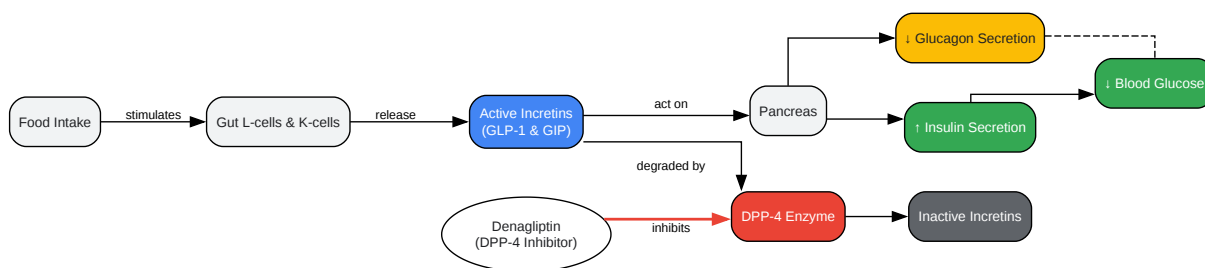 Food Intake
stimulates
Gut L-cells & K-cells
release
Active Incretins
(GLP-1 & GIP)
act on
Pancreas
↓ Glucagon Secretion
↑ Insulin Secretion
↓ Blood Glucose
degraded by
Denagliptin
(DPP-4 Inhibitor)
inhibits
DPP-4 Enzyme
Inactive Incretins